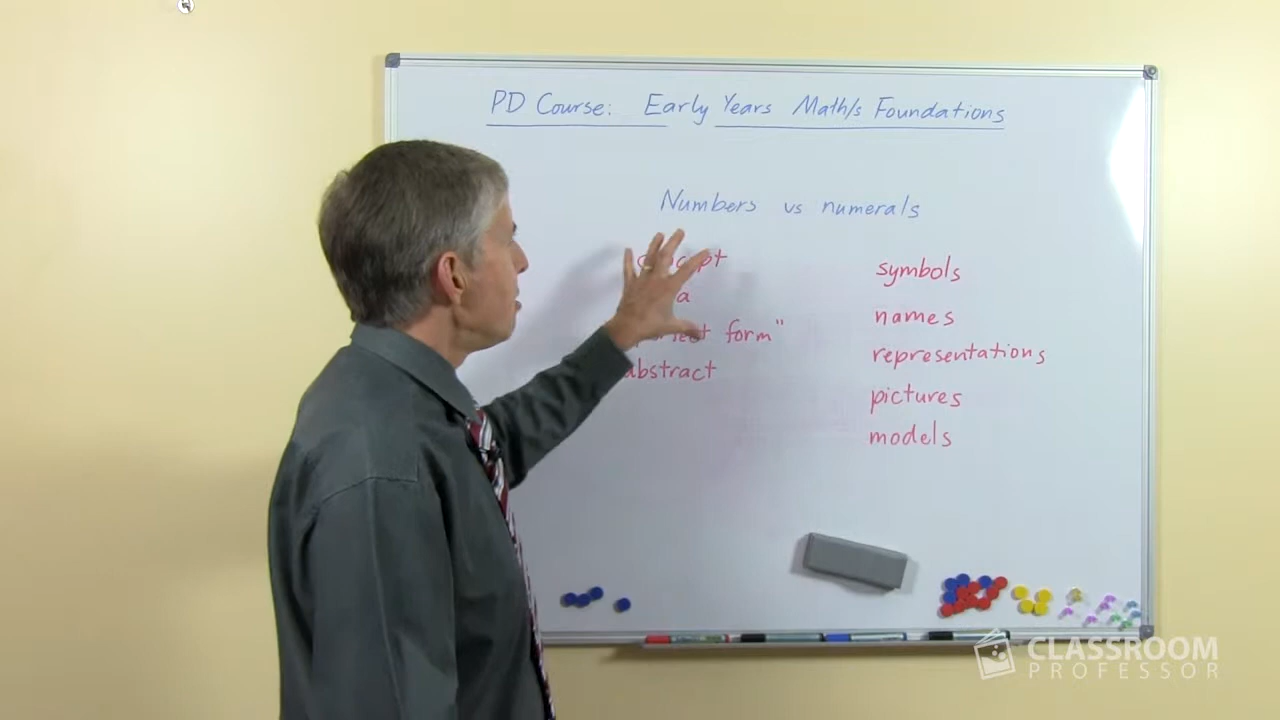 PD Course: Early Years Math/s Foundations
Numbers vs numerals
concept
symbols
names
form"
representations
abstract
pictures
models
CLASSROOM
PROFESSOR